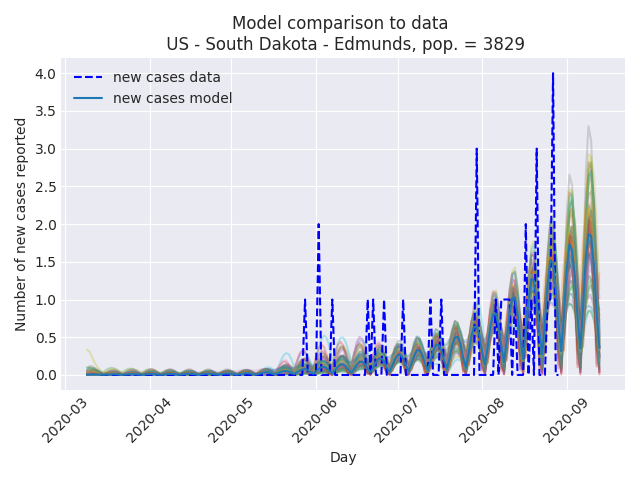 Model comparison to data
US - South Dakota - Edmunds, pop. = 3829
new cases data
new cases model
Number of new cases reported
4.0
3.5
3.0
2.5
2.0
1.5
1.0
0.5
0.0
2020-03
2020-04
2020-05
2020-06
2020-07
2020-08
2020-09
Day